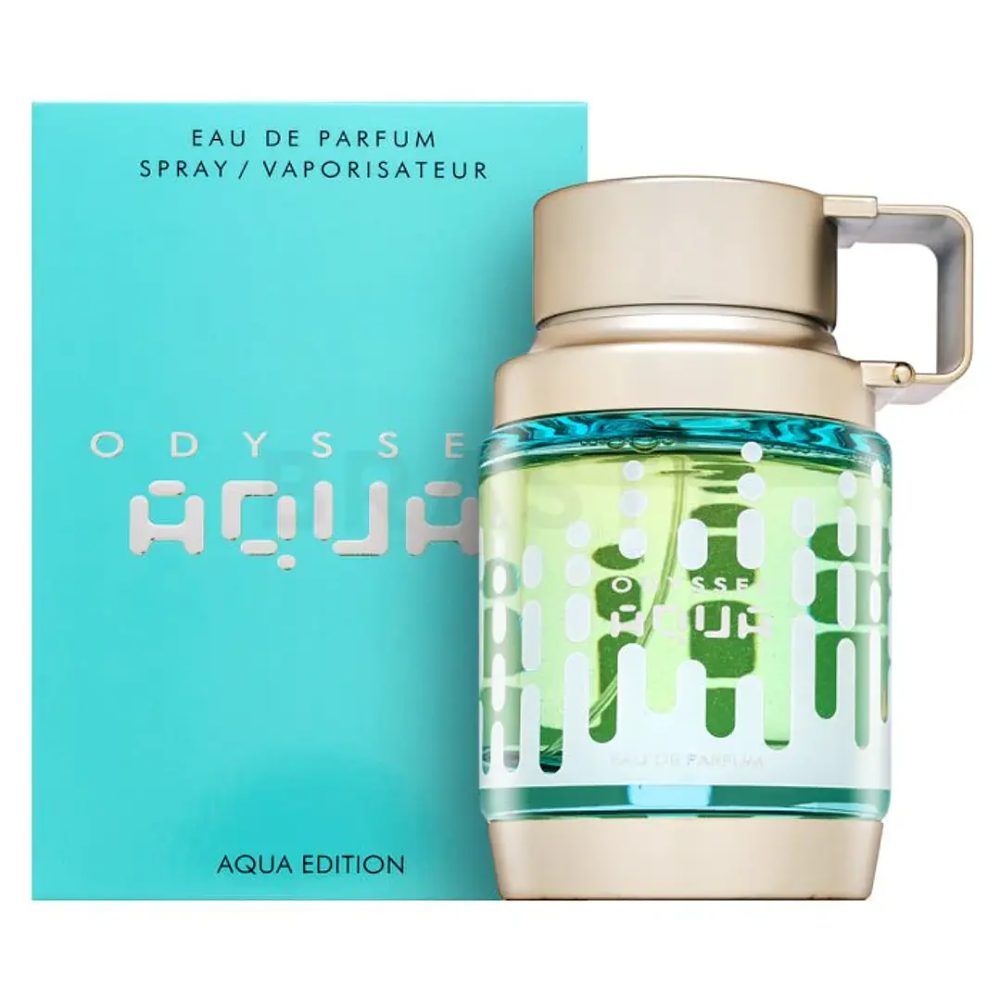 EAU DE PARFUM
SPRAY / VAPORISATEUR
ODYSSE
AQUA
AQUA EDITION
ODYSSE
AQUA
EAU DE PARFUM